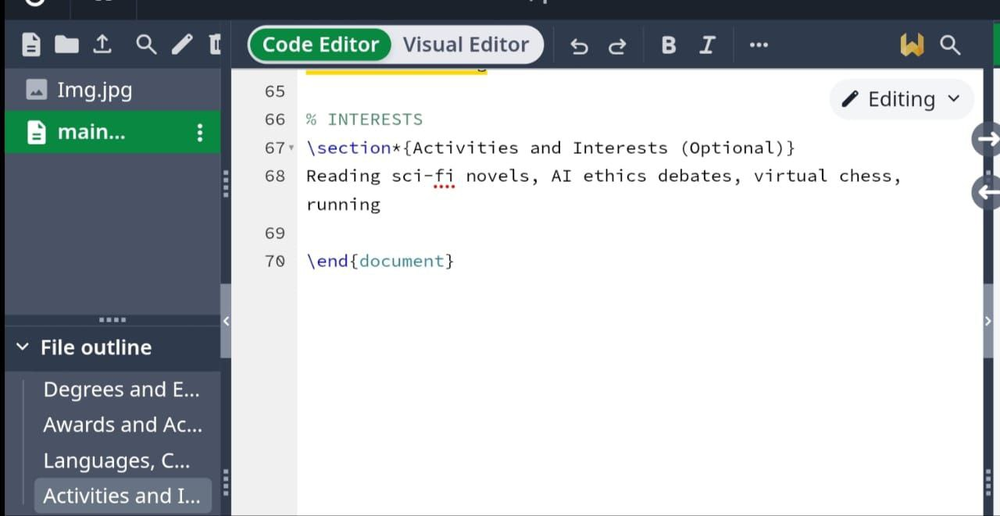 Code Editor Visual Editor
Img.jpg
main...
Editing
65
66 % INTERESTS
67 \section*{Activities and Interests (Optional)}
68 Reading sci-fi novels, AI ethics debates, virtual chess,
running
69
70 \end{document}
File outline
Degrees and E...
Awards and Ac...
Languages, C...
Activities and I...